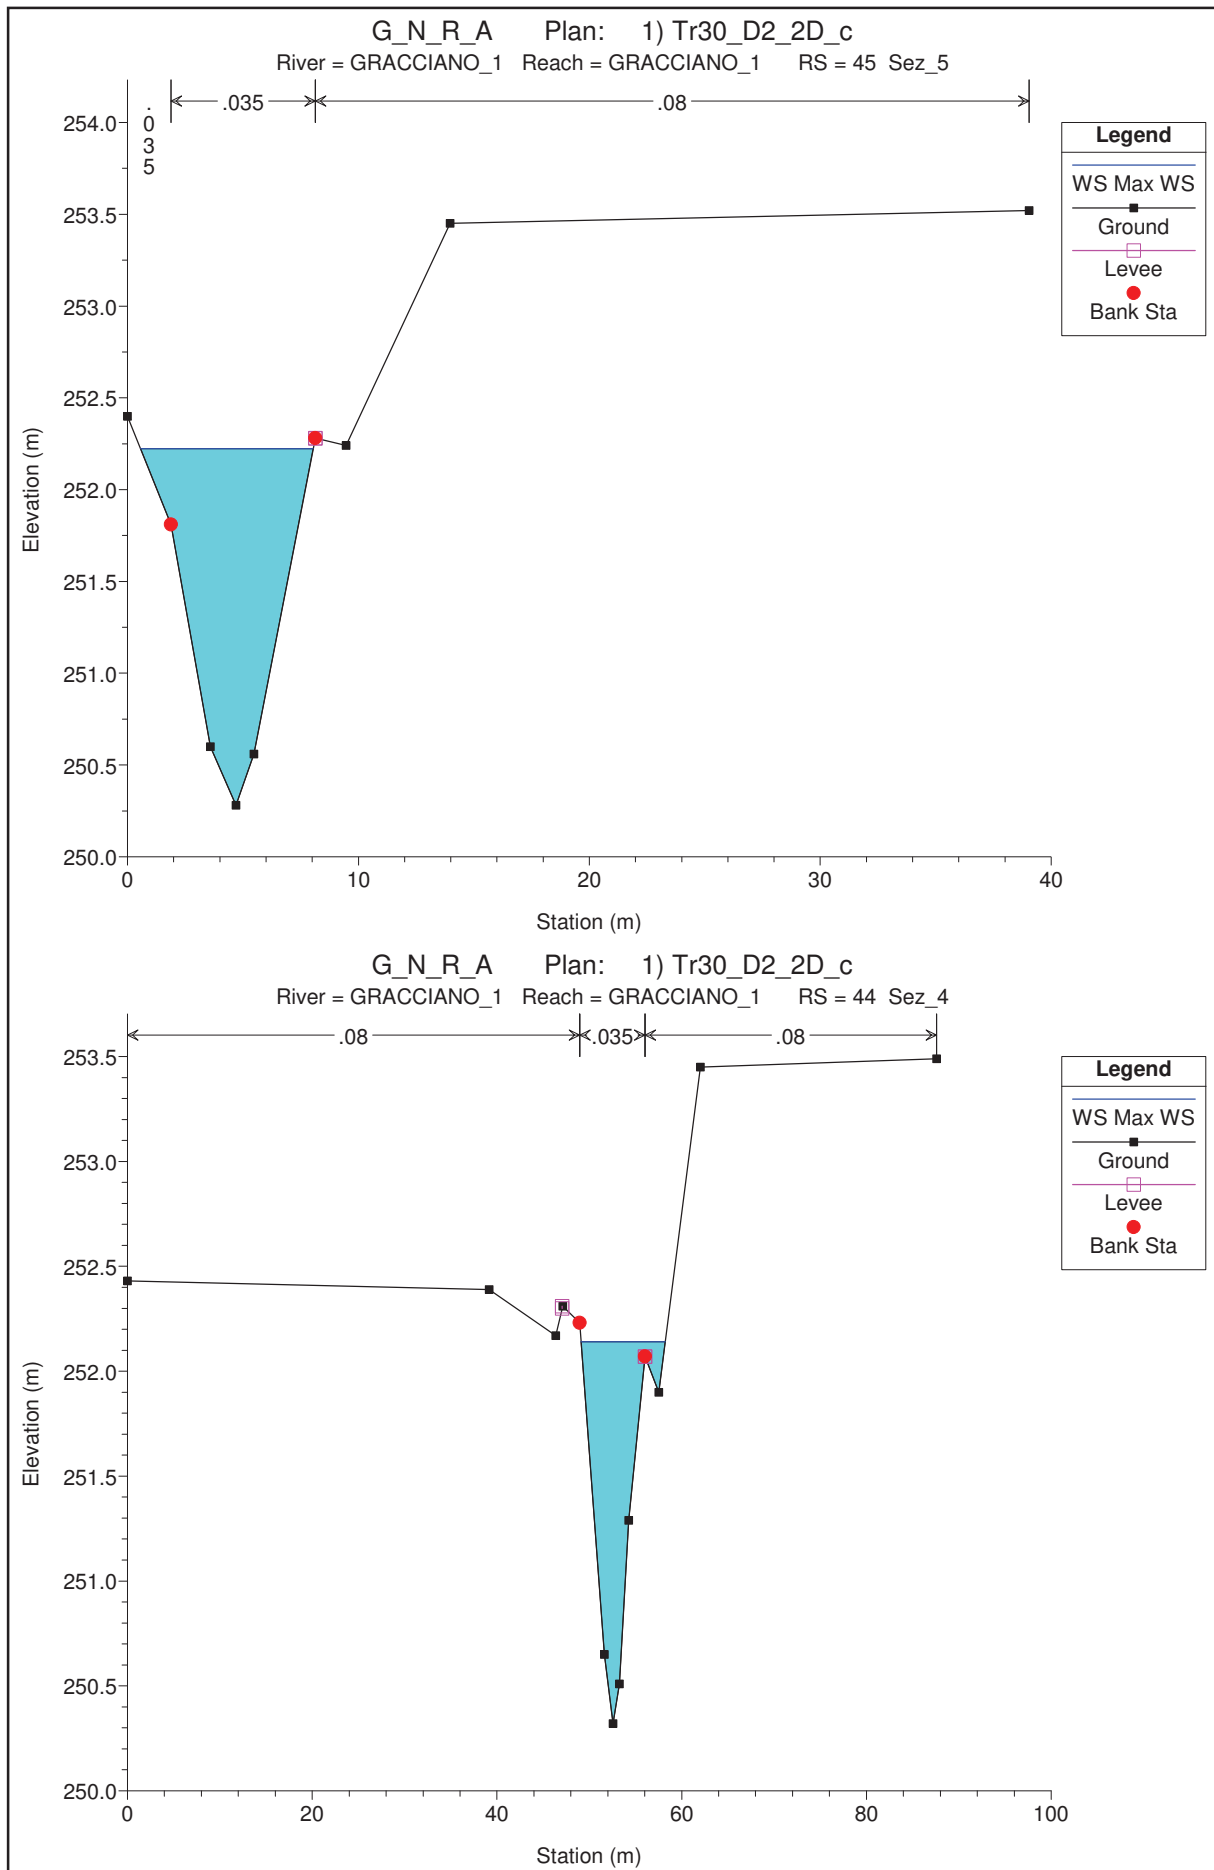 G_N_R_A Plan: 1) Tr30_D2_2D_c
River = GRACCIANO_1 Reach = GRACCIANO_1 RS = 45 Sez_5
.035
.035
.08
254.0
253.5
253.0
252.5
252.0
251.5
251.0
250.5
250.0
Elevation (m)
0
10
20
30
40
Station (m)
Legend
WS Max WS
Ground
Levee
Bank Sta
G_N_R_A Plan: 1) Tr30_D2_2D_c
River = GRACCIANO_1 Reach = GRACCIANO_1 RS = 44 Sez_4
.08
.035
.08
253.5
253.0
252.5
252.0
251.5
251.0
250.5
250.0
Elevation (m)
0
20
40
60
80
100
Station (m)
Legend
WS Max WS
Ground
Levee
Bank Sta